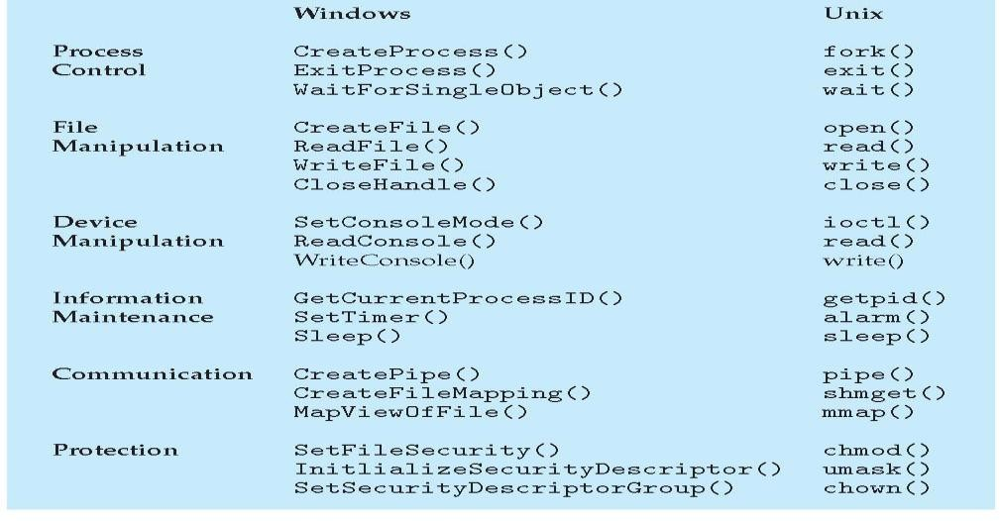 Windows Unix
Process CreateProcess() fork()
Control ExitProcess() exit()
WaitForSingleObject() wait()
File CreateFile() open()
Manipulation ReadFile() read()
WriteFile() write()
CloseHandle() close()
Device SetConsoleMode() ioctl()
Manipulation ReadConsole() read()
WriteConsole() write()
Information GetCurrentProcessID() getpid()
Maintenance SetTimer() alarm()
Sleep() sleep()
Communication CreatePipe() pipe()
CreateFileMapping() shmget()
MapViewOfFile() mmap()
Protection SetFileSecurity() chmod()
InitlializeSecurityDescriptor() umask()
SetSecurityDescriptorGroup() chown()